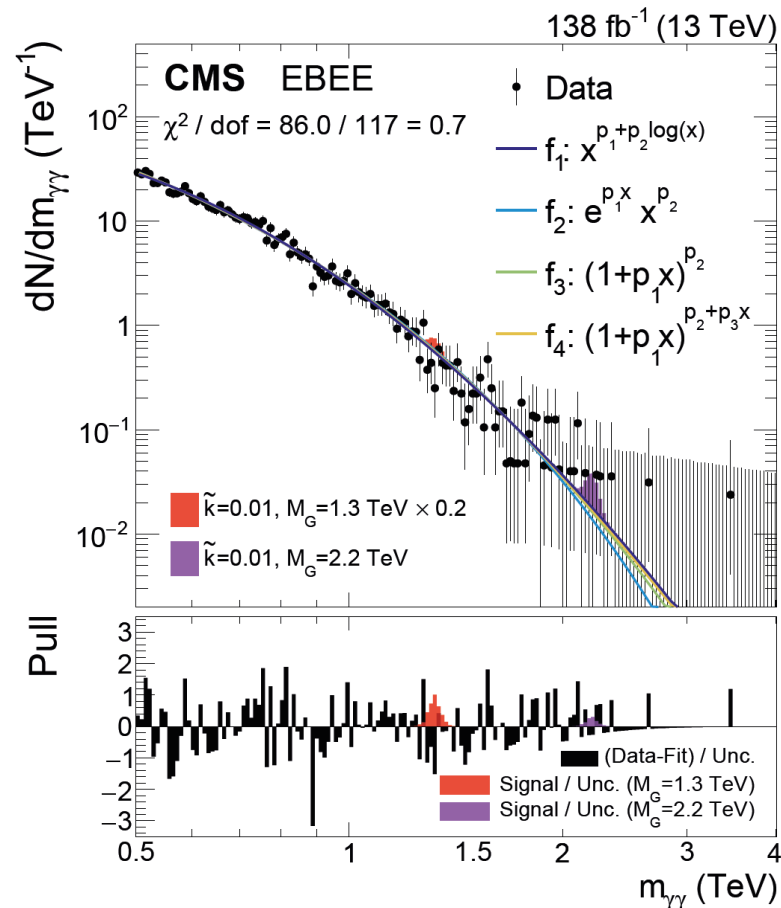 138 fb⁻¹ (13 TeV)
CMS EBEE
χ² / dof = 86.0 / 117 = 0.7
Data
f₁: x^(p₁+p₂log(x))
f₂: e^(p₁x) x^(p₂)
f₃: (1+p₁x)^(p₂)
f₄: (1+p₁x)^(p₂+p₃x)
dN/dm_γγ (TeV⁻¹)
10²
10
1
10⁻¹
10⁻²
k̃=0.01, M_G=1.3 TeV × 0.2
k̃=0.01, M_G=2.2 TeV
Pull
3
2
1
0
−1
−2
−3
(Data-Fit) / Unc.
Signal / Unc. (M_G=1.3 TeV)
Signal / Unc. (M_G=2.2 TeV)
0.5 1 1.5 2 3 4
m_γγ (TeV)